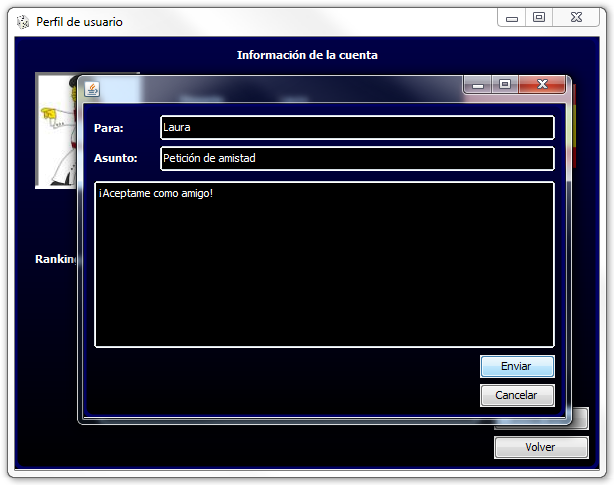 Perfil de usuario
Información de la cuenta
Para:
Laura
Asunto:
Petición de amistad
¡Aceptame como amigo!
Ranking
Enviar
Cancelar
Volver